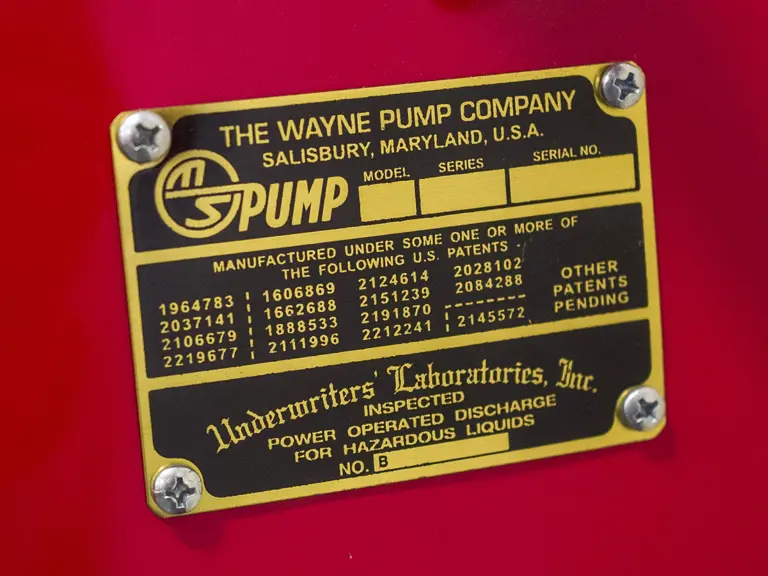 THE WAYNE PUMP COMPANY
SALISBURY, MARYLAND, U.S.A.
MS PUMP MODEL SERIES SERIAL NO.
MANUFACTURED UNDER SOME ONE OR MORE OF
THE FOLLOWING U.S. PATENTS -
1964783 1606869 2124614 2028102
2037141 1662688 2151239 2084288 OTHER
2106679 1888533 2191870 -------- PATENTS
2219677 2111996 2212241 2145572 PENDING
Underwriters' Laboratories, Inc.
INSPECTED
POWER OPERATED DISCHARGE
FOR HAZARDOUS LIQUIDS
NO. B